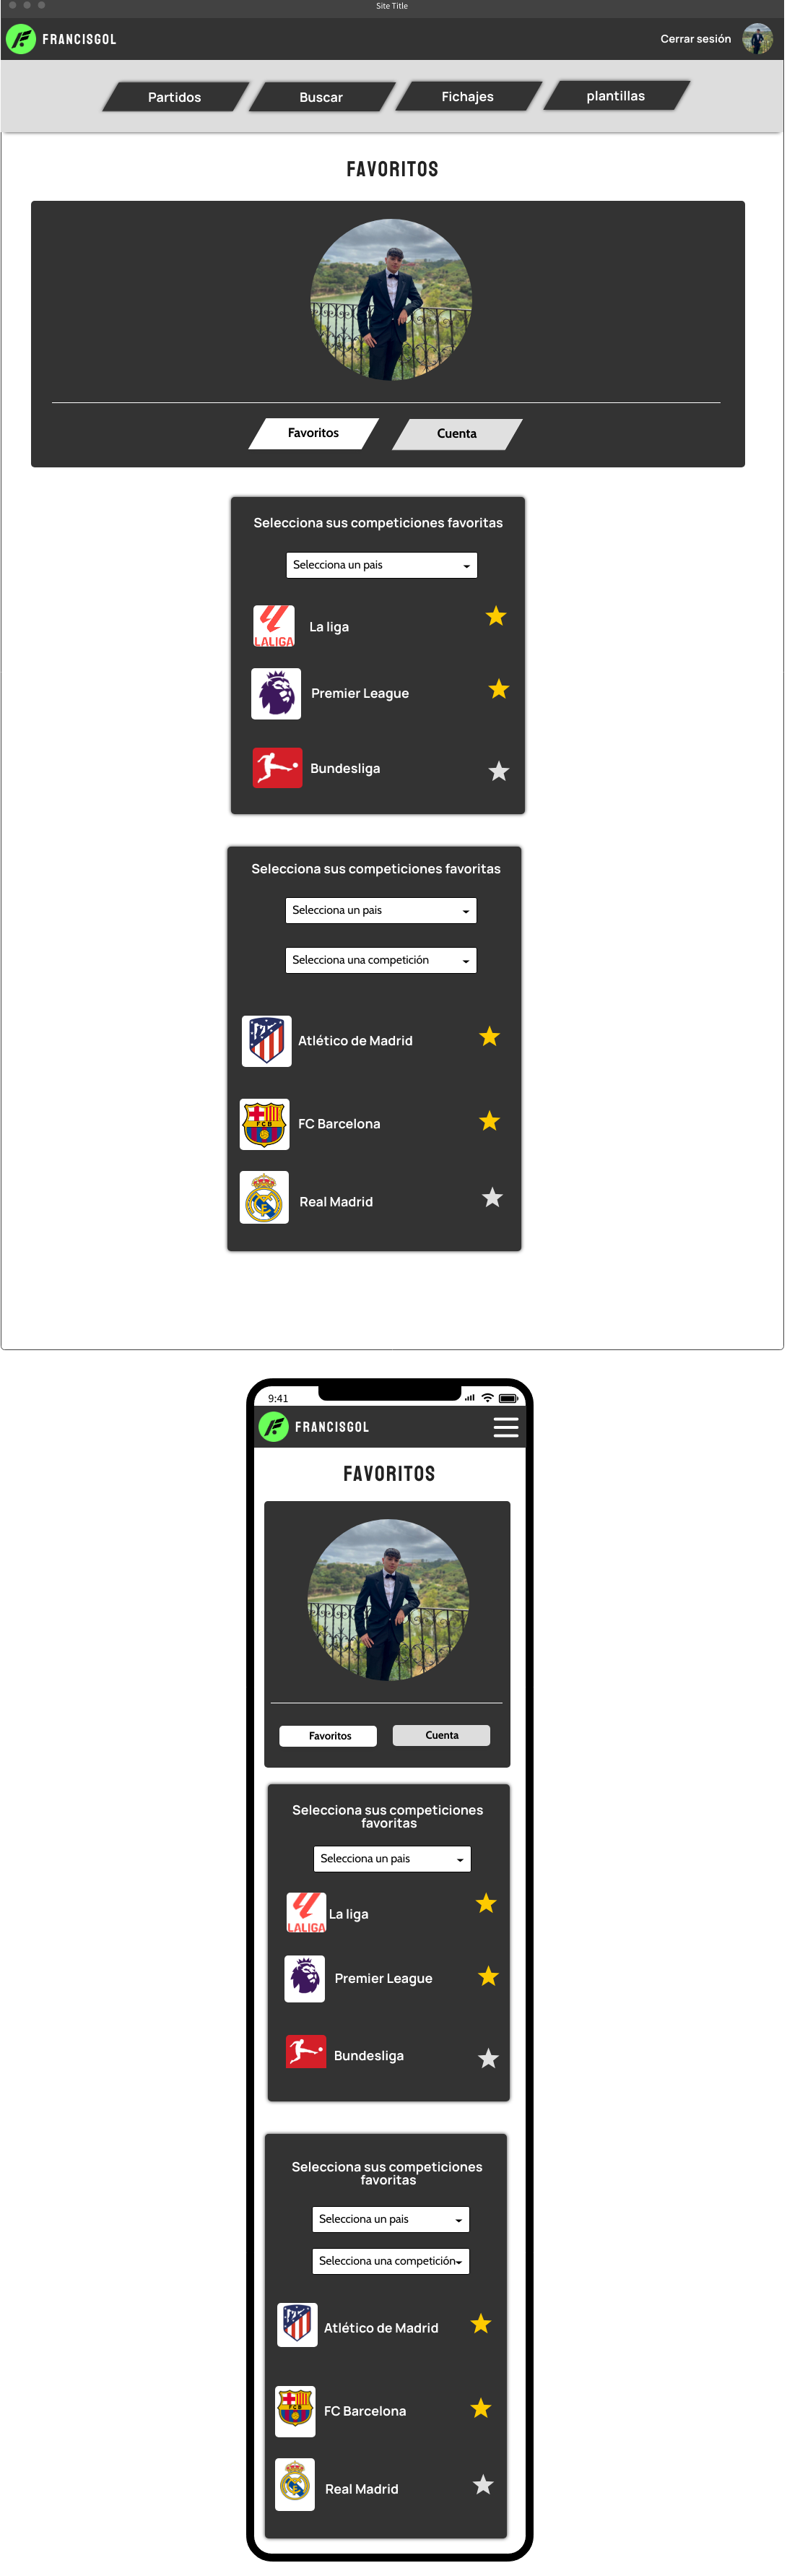 Site Title
FRANCISGOL
Cerrar sesión
Partidos
Buscar
Fichajes
plantillas
FAVORITOS
Favoritos
Cuenta
Selecciona sus competiciones favoritas
Selecciona un pais
LALIGA
La liga
Premier League
Bundesliga
Selecciona sus competiciones favoritas
Selecciona un pais
Selecciona una competición
Atlético de Madrid
FCB
FC Barcelona
Real Madrid
9:41
FRANCISGOL
FAVORITOS
Favoritos
Cuenta
Selecciona sus competiciones
favoritas
Selecciona un pais
LALIGA
La liga
Premier League
Bundesliga
Selecciona sus competiciones
favoritas
Selecciona un pais
Selecciona una competición
Atlético de Madrid
FCB
FC Barcelona
Real Madrid